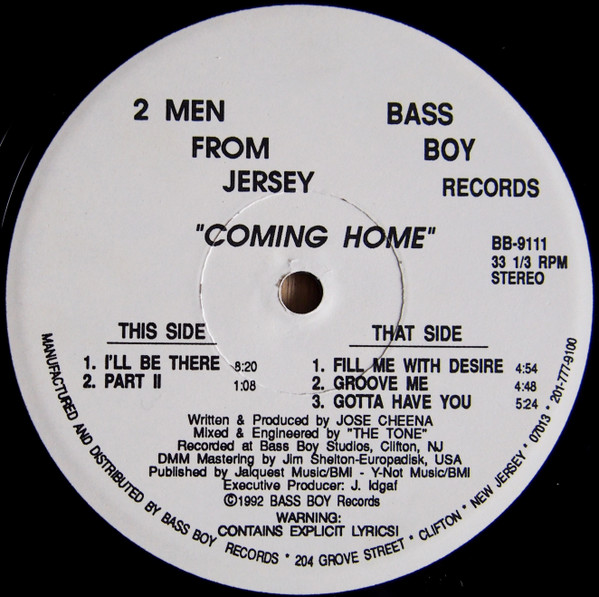 2 MEN
FROM
JERSEY
BASS
BOY
RECORDS
"COMING HOME"
BB-9111
33 1/3 RPM
STEREO
THIS SIDE
1. I'LL BE THERE 8:20
2. PART II 1:08
THAT SIDE
1. FILL ME WITH DESIRE 4:54
2. GROOVE ME 4:48
3. GOTTA HAVE YOU 5:24
Written & Produced by JOSE CHEENA
Mixed & Engineered by "THE TONE"
Recorded at Bass Boy Studios, Clifton, NJ
DMM Mastering by Jim Shelton-Europadisk, USA
Published by Jalquest Music/BMI - Y-Not Music/BMI
Executive Producer: J. Idgaf
©1992 BASS BOY Records
WARNING:
CONTAINS EXPLICIT LYRICS!
MANUFACTURED AND DISTRIBUTED BY BASS BOY RECORDS * 204 GROVE STREET * CLIFTON * NEW JERSEY * 07013 * 201-777-9100